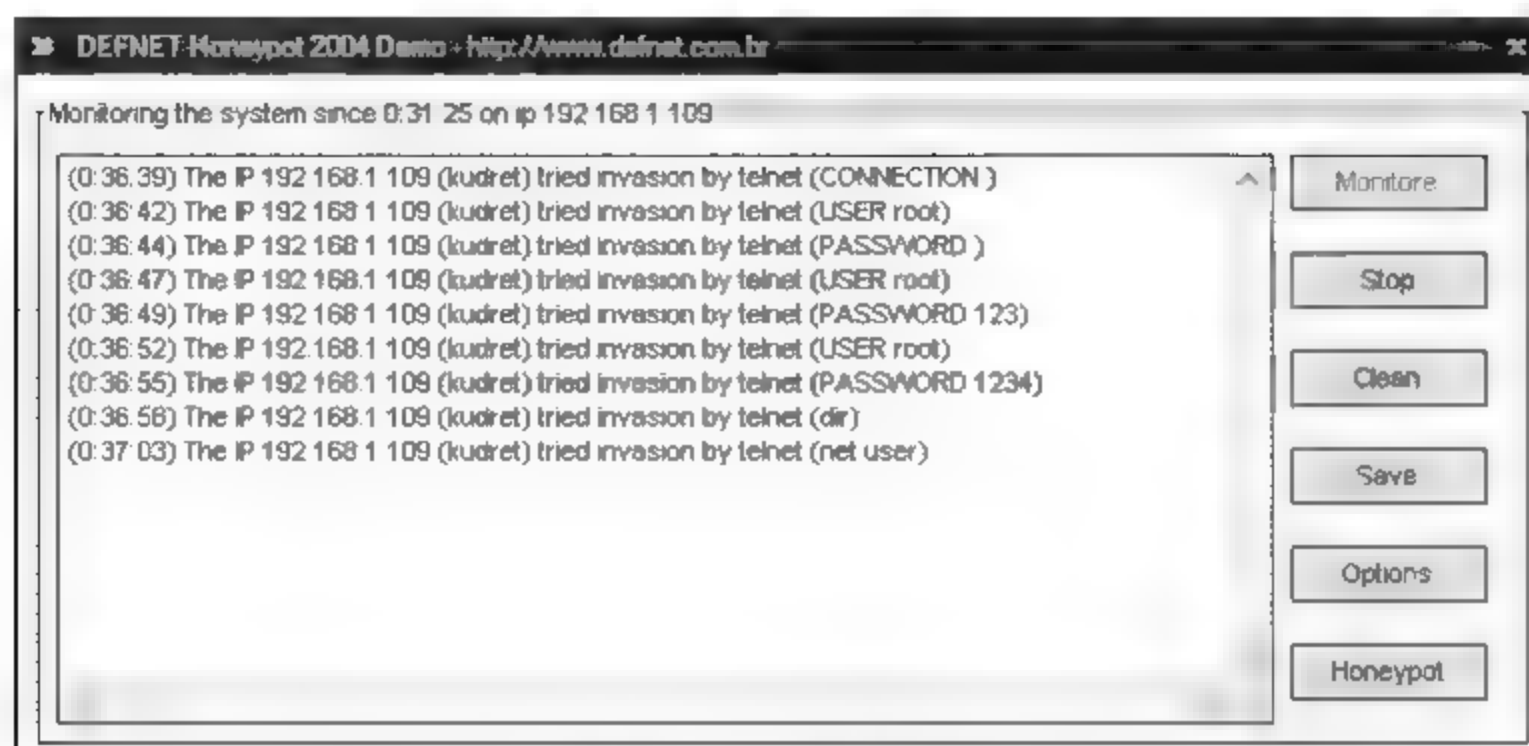 DEFNET Honeypot 2004 Demo - http://www.defnet.com.br
Monitoring the system since 0:31:25 on ip 192.168.1.109
(0:36:39) The IP 192.168.1.109 (kudret) tried invasion by telnet (CONNECTION )
(0:36:42) The IP 192.168.1.109 (kudret) tried invasion by telnet (USER root)
(0:36:44) The IP 192.168.1.109 (kudret) tried invasion by telnet (PASSWORD )
(0:36:47) The IP 192.168.1.109 (kudret) tried invasion by telnet (USER root)
(0:36:49) The IP 192.168.1.109 (kudret) tried invasion by telnet (PASSWORD 123)
(0:36:52) The IP 192.168.1.109 (kudret) tried invasion by telnet (USER root)
(0:36:55) The IP 192.168.1.109 (kudret) tried invasion by telnet (PASSWORD 1234)
(0:36:56) The IP 192.168.1.109 (kudret) tried invasion by telnet (dir)
(0:37:03) The IP 192.168.1.109 (kudret) tried invasion by telnet (net user)
Monitore
Stop
Clean
Save
Options
Honeypot